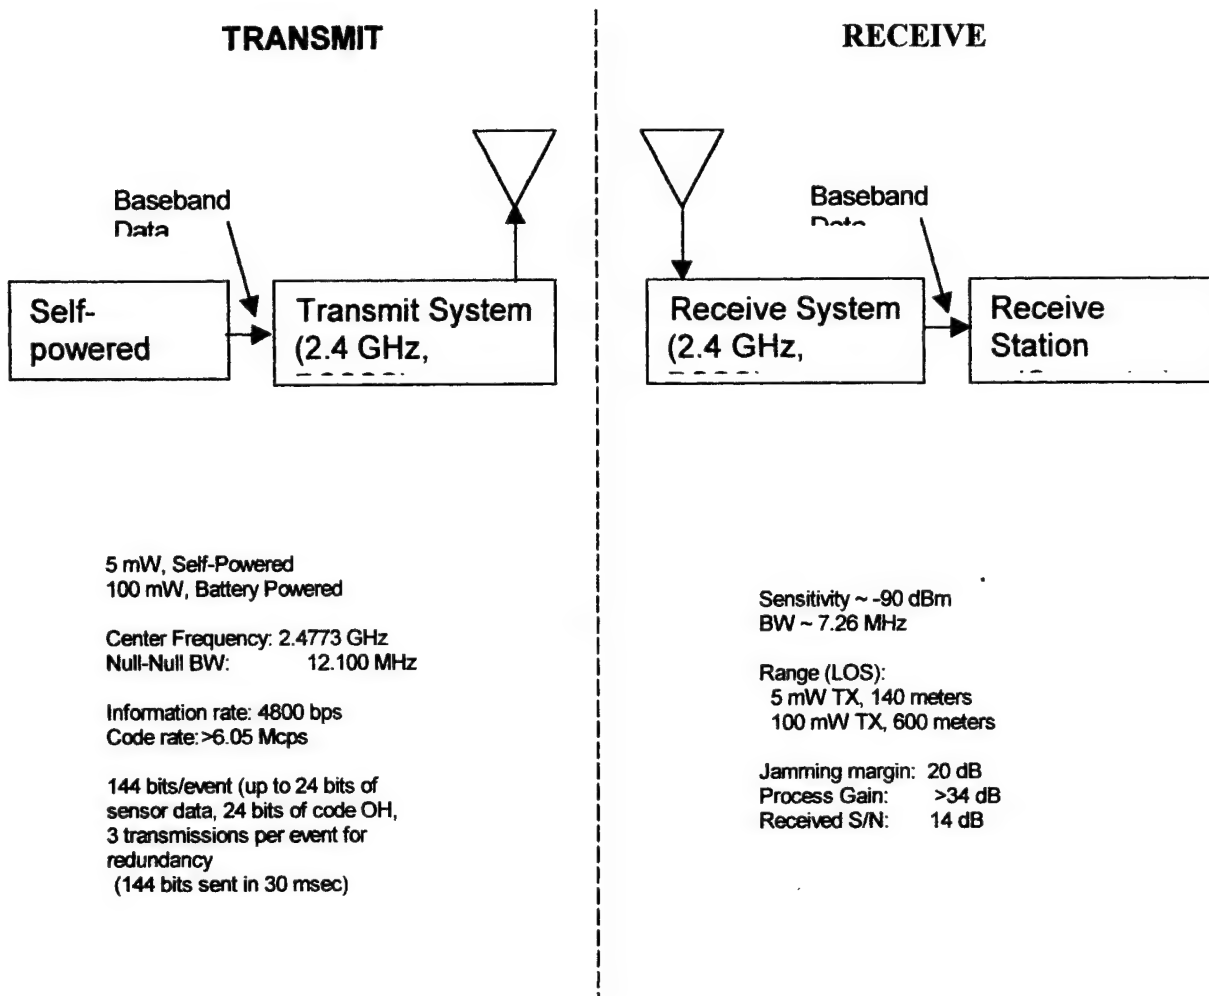 TRANSMIT
Baseband
Data
Self-
powered
Transmit System
(2.4 GHz,
5 mW, Self-Powered
100 mW, Battery Powered
Center Frequency: 2.4773 GHz
Null-Null BW: 12.100 MHz
Information rate: 4800 bps
Code rate: >6.05 Mcps
144 bits/event (up to 24 bits of
sensor data, 24 bits of code OH,
3 transmissions per event for
redundancy
(144 bits sent in 30 msec)
RECEIVE
Baseband
Data
Receive System
(2.4 GHz,
Receive
Station
Sensitivity ~ -90 dBm
BW ~ 7.26 MHz
Range (LOS):
5 mW TX, 140 meters
100 mW TX, 600 meters
Jamming margin: 20 dB
Process Gain: >34 dB
Received S/N: 14 dB